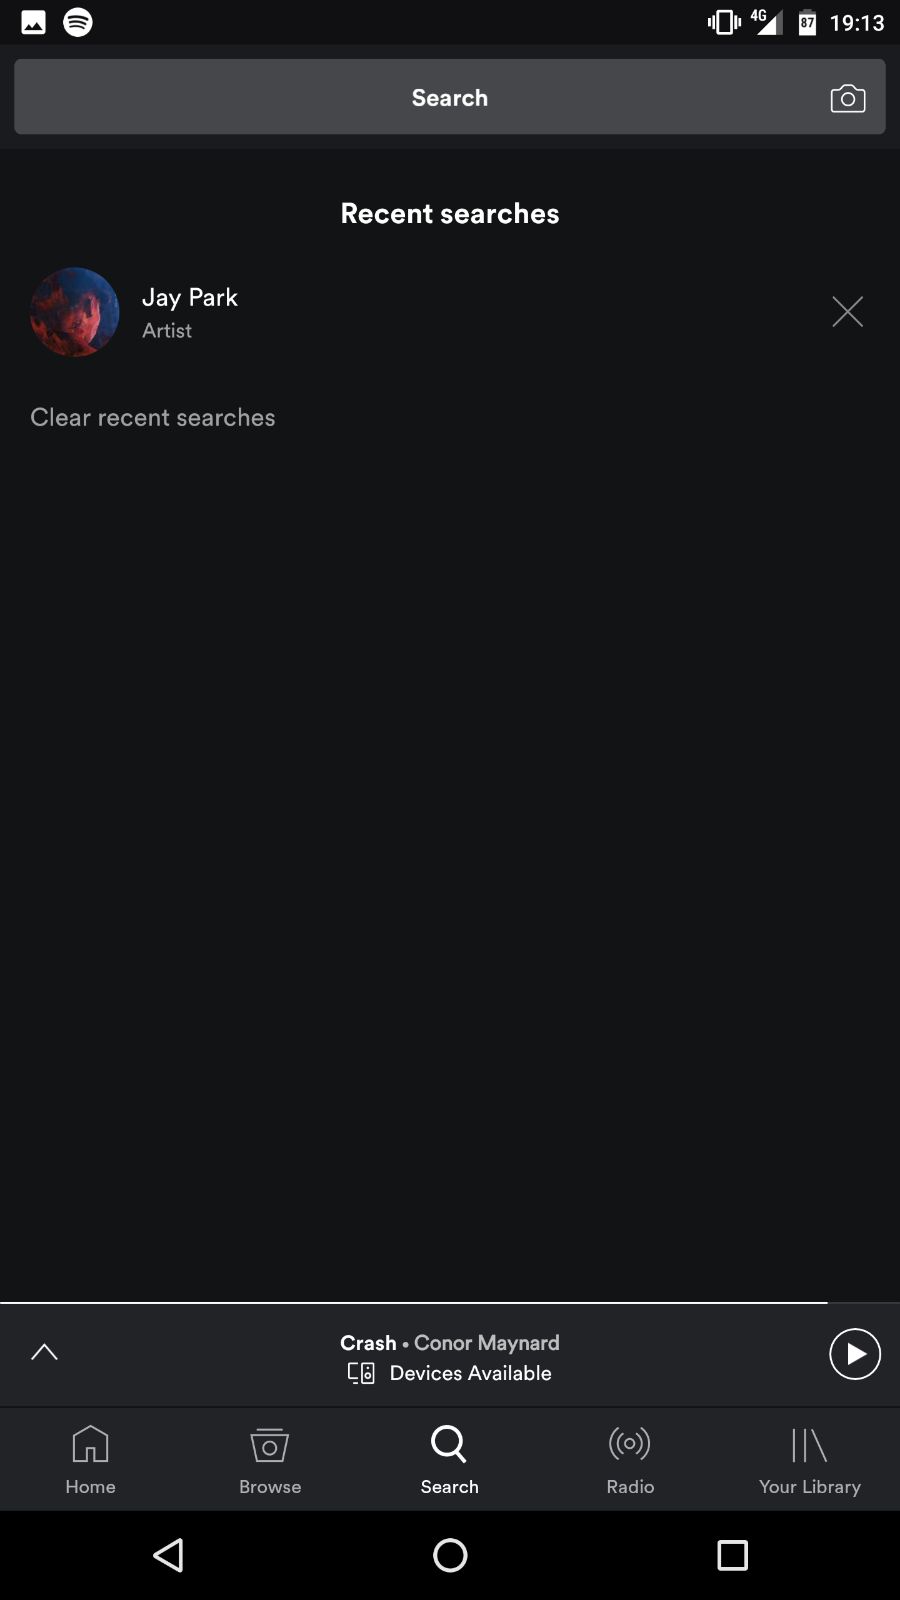 4G 87 19:13
Search
Recent searches
Jay Park
Artist
Clear recent searches
Crash • Conor Maynard
Devices Available
Home Browse Search Radio Your Library